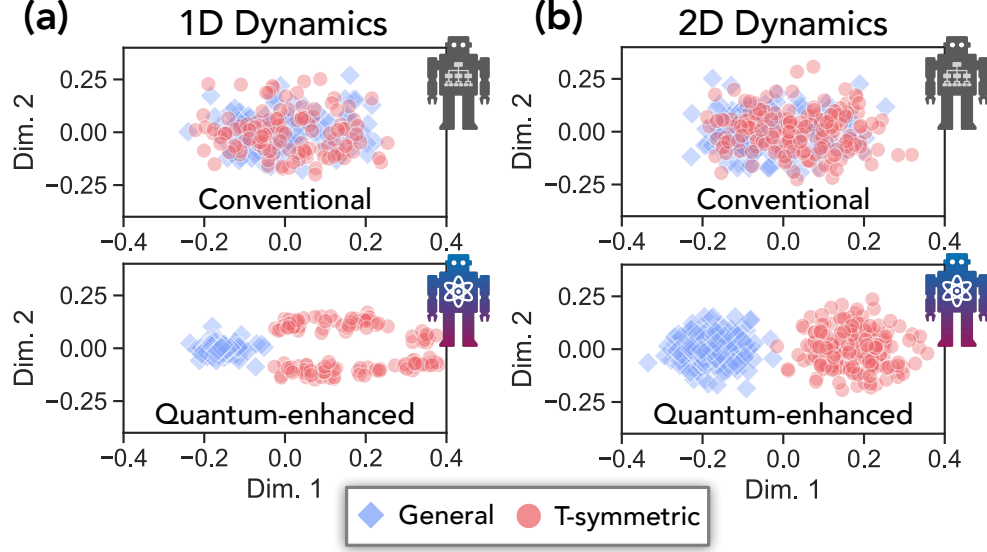 (a) 1D Dynamics
(b) 2D Dynamics
Dim. 2
0.25
0.00
−0.25
Conventional
−0.4 −0.2 0.0 0.2 0.4
Dim. 2
0.25
0.00
−0.25
Conventional
−0.4 −0.2 0.0 0.2 0.4
Dim. 2
0.25
0.00
−0.25
Quantum-enhanced
−0.4 −0.2 0.0 0.2 0.4
Dim. 1
Dim. 2
0.25
0.00
−0.25
Quantum-enhanced
−0.4 −0.2 0.0 0.2 0.4
Dim. 1
General T-symmetric